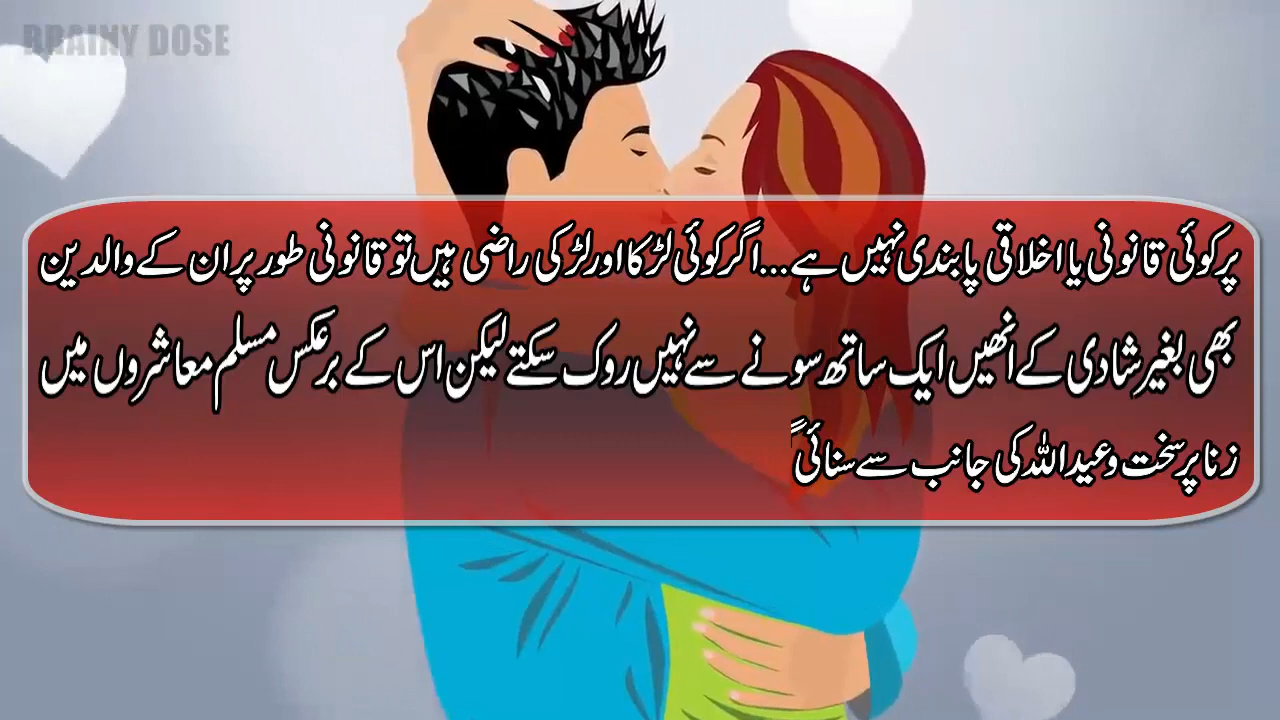 BRAINY DOSE
پر کوئی قانونی یا اخلاقی پابندی نہیں ہے...اگر کوئی لڑکا اور لڑکی راضی ہیں تو قانونی طور پر ان کے والدین
بھی بغیر شادی کے انھیں ایک ساتھ سونے سے نہیں روک سکتے لیکن اس کے برعکس مسلم معاشروں میں
زنا پر سخت وعید اللہ کی جانب سے سنائی